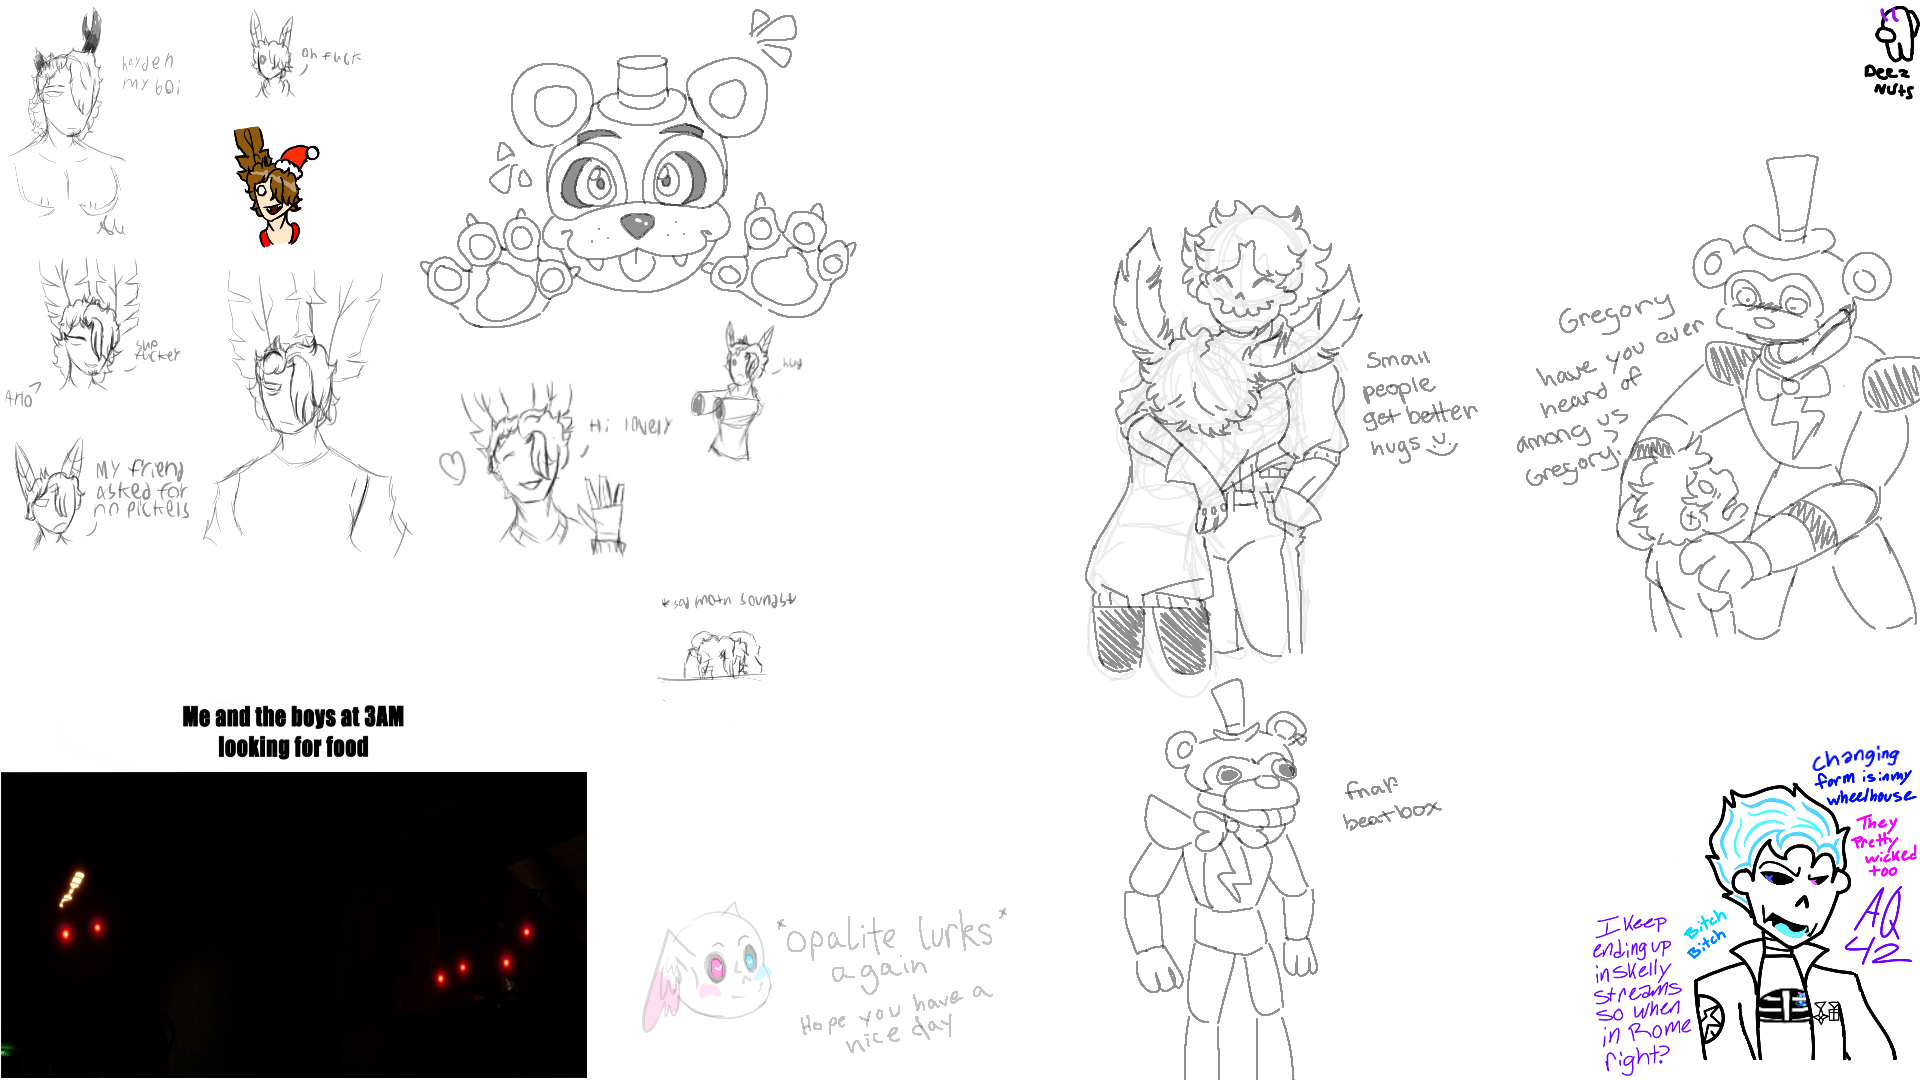 hayden
my boi
oh fuck
Deez
Nuts
Gregory
have you ever
heard of
among us
Gregory?
Small
people
get better
hugs
hug
Hi lovely
Arlo
My friend
asked for
no pickels
*sad moth sounds*
Me and the boys at 3AM
looking for food
fnaf
beatbox
*opalite lurks*
again
Hope you have a
nice day
changing
form is in my
wheelhouse
They
Pretty
wicked
too
AQ
42
Bitch
Bitch
I keep
ending up
in skelly
streams
so when
in Rome
right?